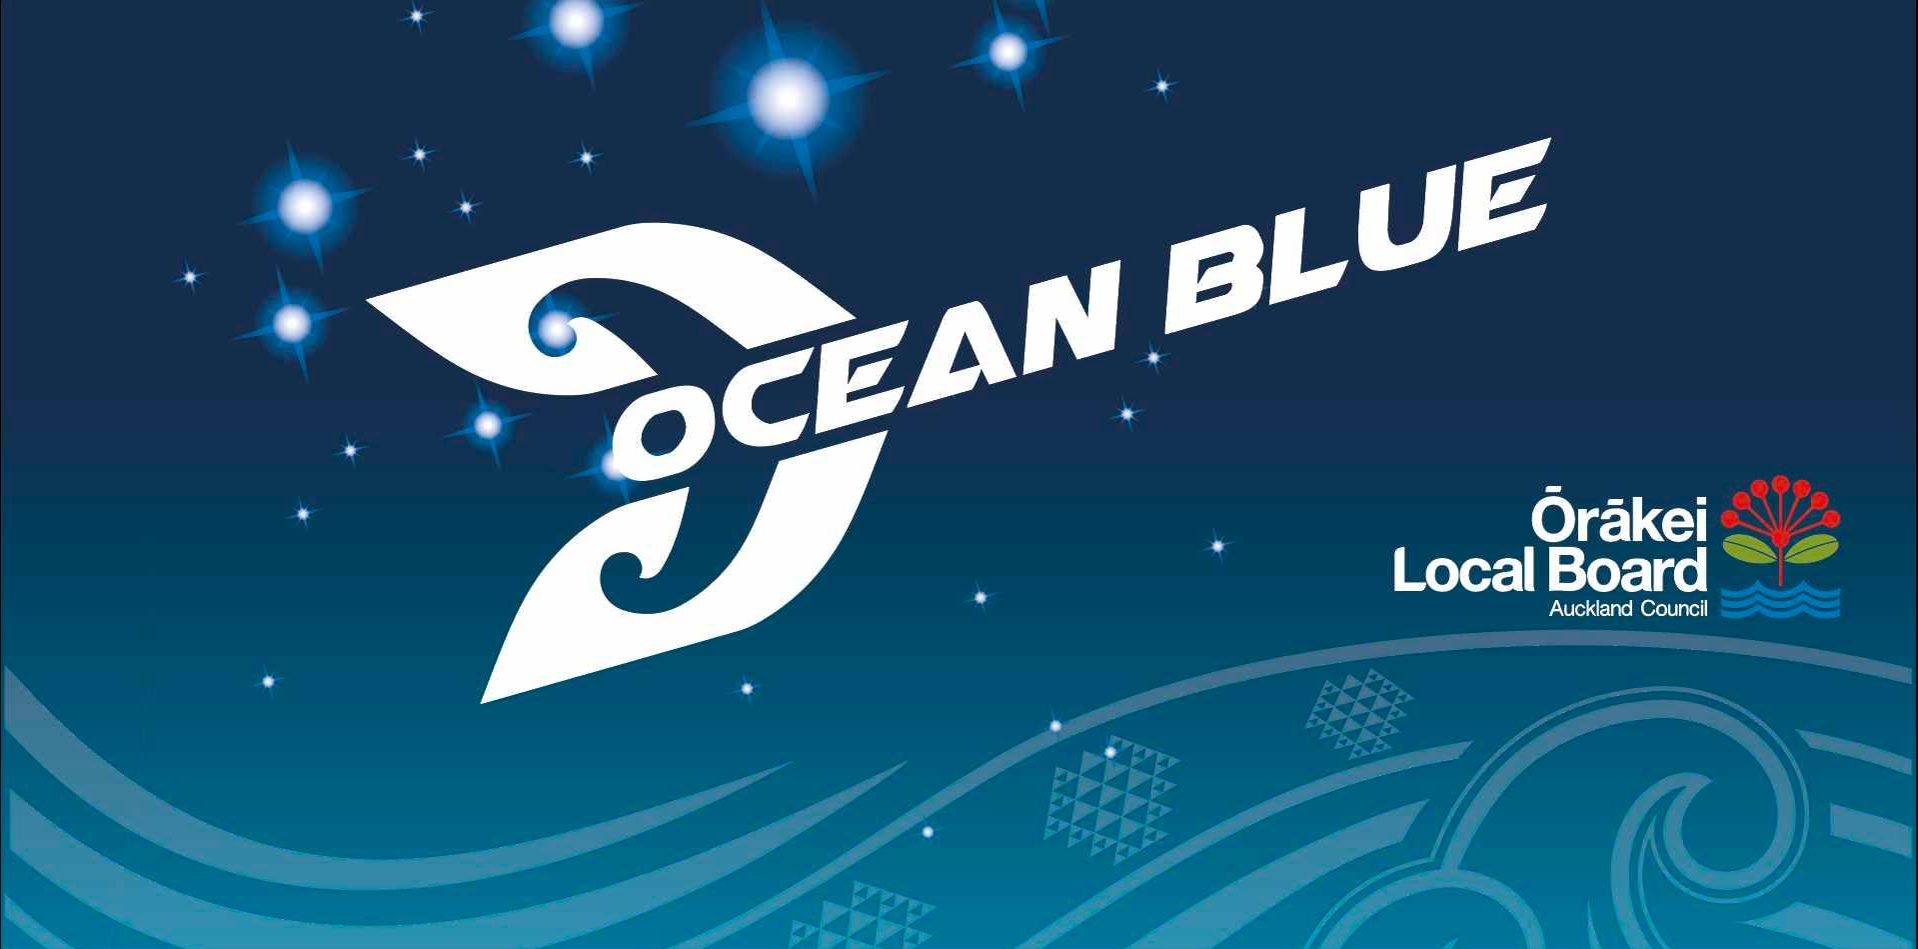 OCEAN BLUE
Ōrākei
Local Board
Auckland Council